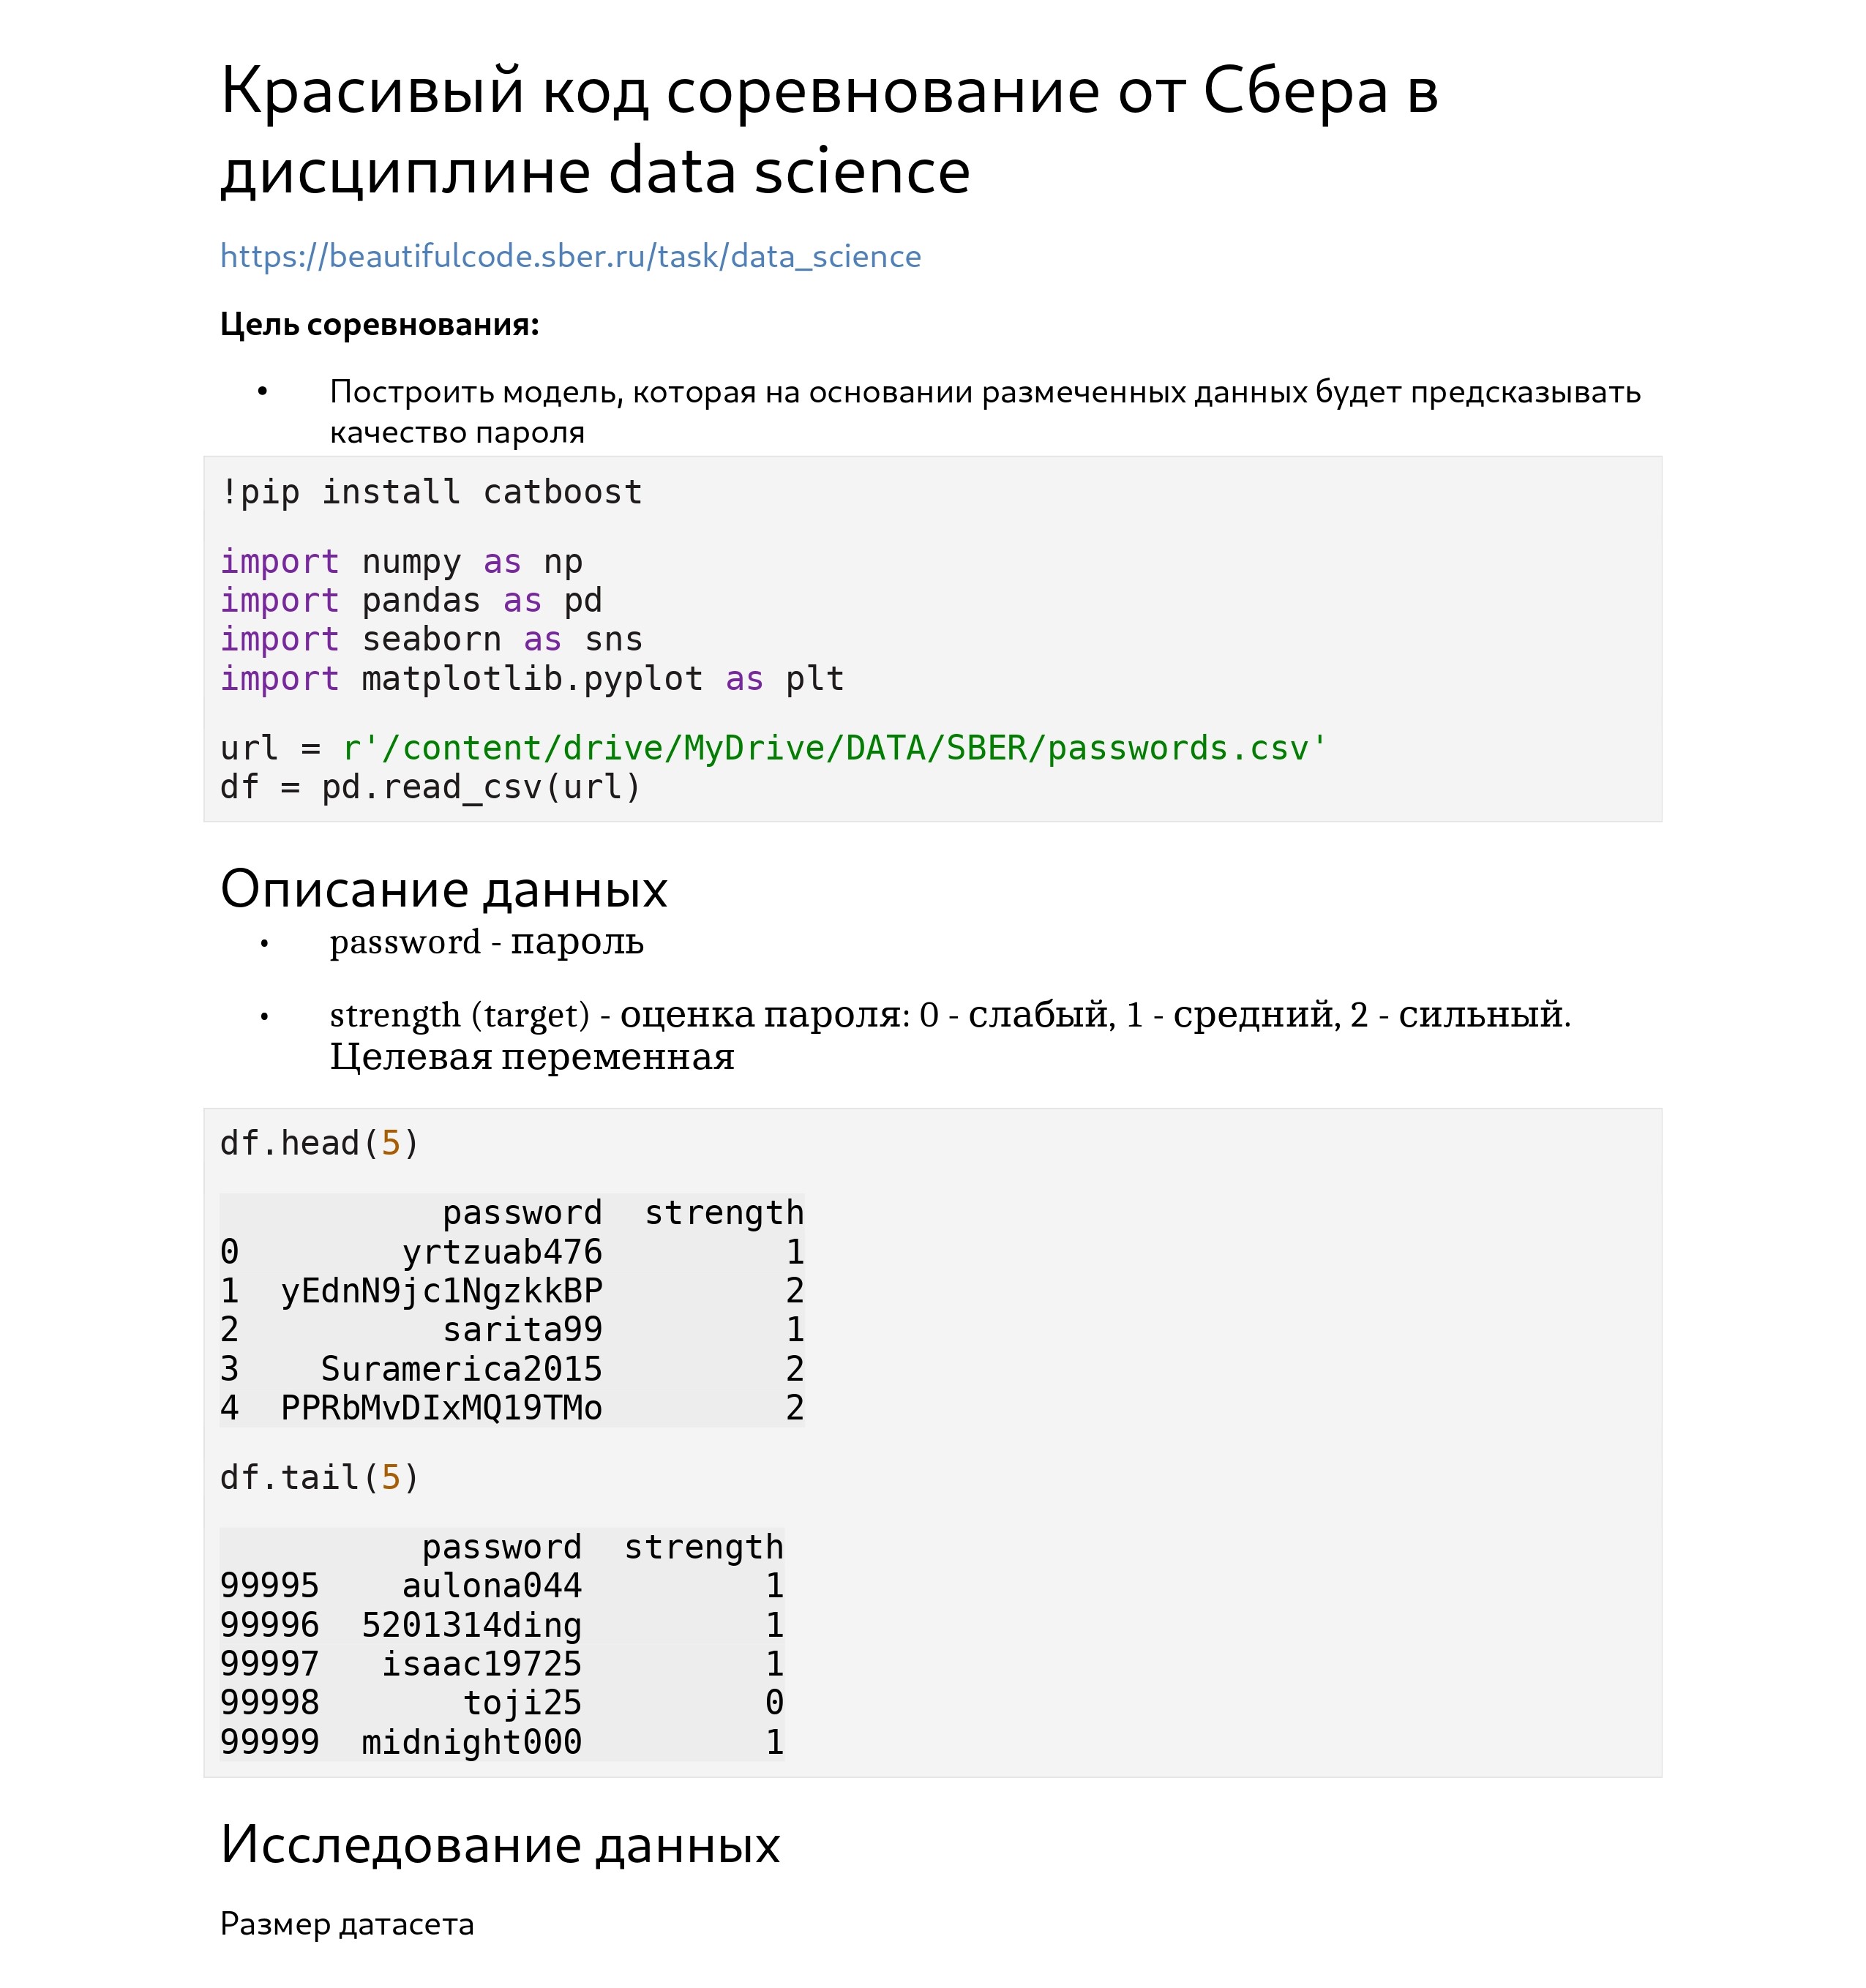 Красивый код соревнование от Сбера в
дисциплине data science
https://beautifulcode.sber.ru/task/data_science
Цель соревнования:
• Построить модель, которая на основании размеченных данных будет предсказывать
качество пароля
!pip install catboost
import numpy as np
import pandas as pd
import seaborn as sns
import matplotlib.pyplot as plt
url = r'/content/drive/MyDrive/DATA/SBER/passwords.csv'
df = pd.read_csv(url)
Описание данных
• password - пароль
• strength (target) - оценка пароля: 0 - слабый, 1 - средний, 2 - сильный.
Целевая переменная
df.head(5)
password strength
0 yrtzuab476 1
1 yEdnN9jc1NgzkkBP 2
2 sarita99 1
3 Suramerica2015 2
4 PPRbMvDIxMQ19TMo 2
df.tail(5)
password strength
99995 aulona044 1
99996 5201314ding 1
99997 isaac19725 1
99998 toji25 0
99999 midnight000 1
Исследование данных
Размер датасета